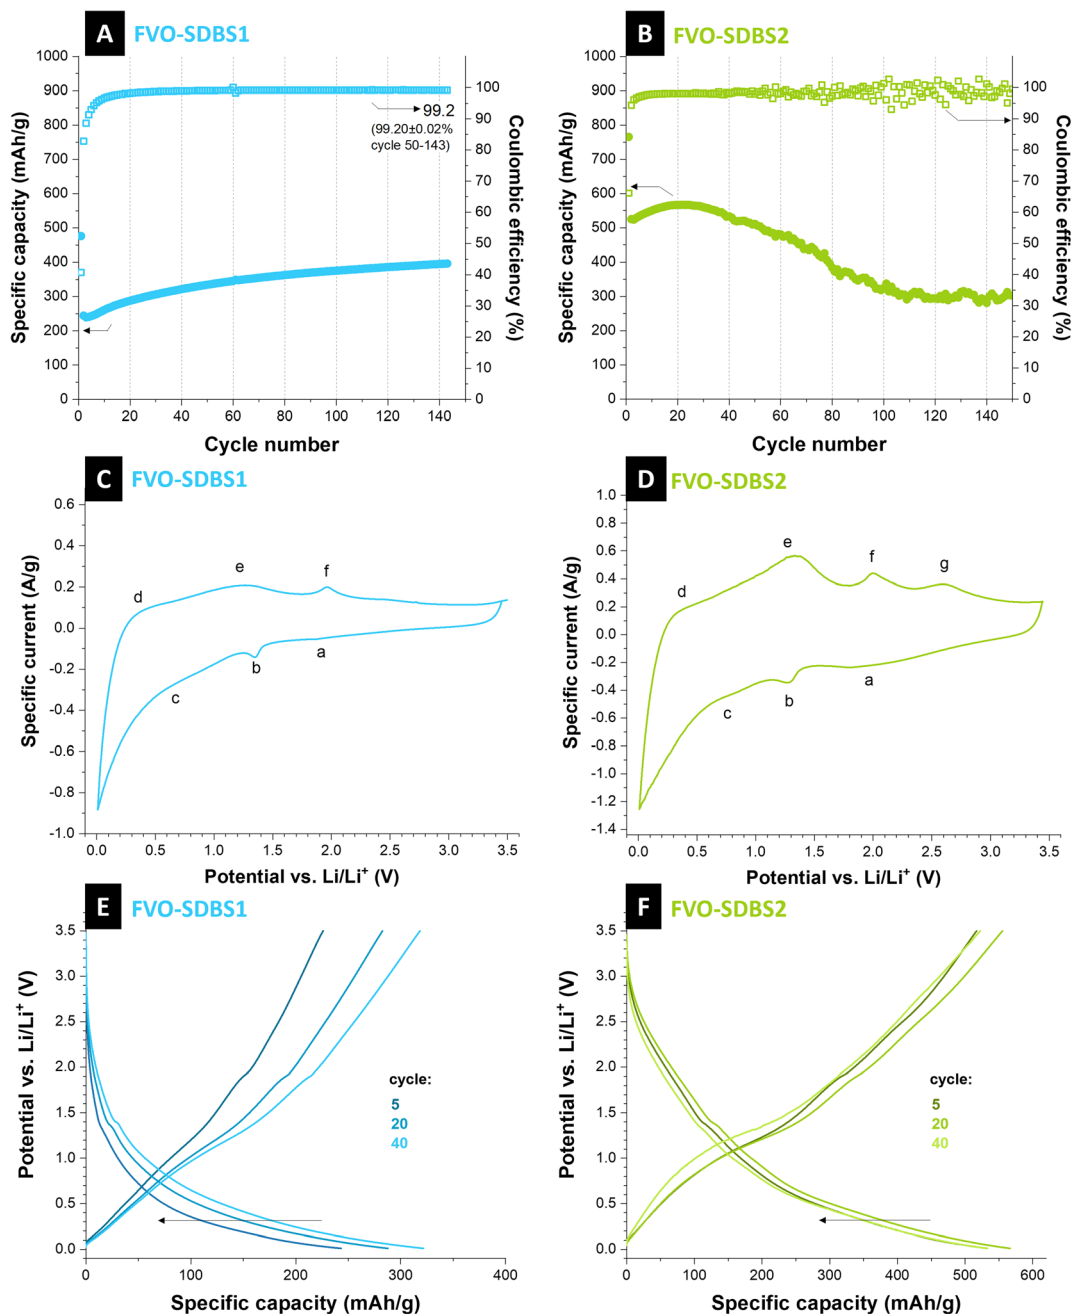 A FVO-SDBS1
1000
900
800
700
600
500
400
300
200
100
0
Specific capacity (mAh/g)
100
90
80
70
60
50
40
30
20
10
0
Coulombic efficiency (%)
99.2
(99.20±0.02%
cycle 50-143)
0 20 40 60 80 100 120 140
Cycle number
B FVO-SDBS2
1000
900
800
700
600
500
400
300
200
100
0
Specific capacity (mAh/g)
100
90
80
70
60
50
40
30
20
10
0
Coulombic efficiency (%)
0 20 40 60 80 100 120 140
Cycle number
C FVO-SDBS1
0.6
0.4
0.2
0.0
-0.2
-0.4
-0.6
-0.8
-1.0
Specific current (A/g)
d e f
a
b
c
0.0 0.5 1.0 1.5 2.0 2.5 3.0 3.5
Potential vs. Li/Li⁺ (V)
D FVO-SDBS2
1.0
0.8
0.6
0.4
0.2
0.0
-0.2
-0.4
-0.6
-0.8
-1.0
-1.2
-1.4
Specific current (A/g)
d e f g
a
b
c
0.0 0.5 1.0 1.5 2.0 2.5 3.0 3.5
Potential vs. Li/Li⁺ (V)
E FVO-SDBS1
3.5
3.0
2.5
2.0
1.5
1.0
0.5
0.0
Potential vs. Li/Li⁺ (V)
cycle:
5
20
40
0 100 200 300 400
Specific capacity (mAh/g)
F FVO-SDBS2
3.5
3.0
2.5
2.0
1.5
1.0
0.5
0.0
Potential vs. Li/Li⁺ (V)
cycle:
5
20
40
0 100 200 300 400 500 600
Specific capacity (mAh/g)